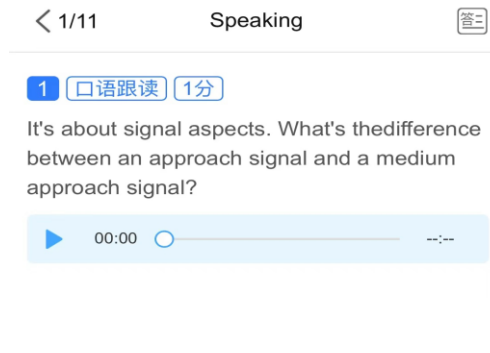 1/11 Speaking 答
1 口语跟读 1分
It's about signal aspects. What's thedifference
between an approach signal and a medium
approach signal?
00:00 --:--